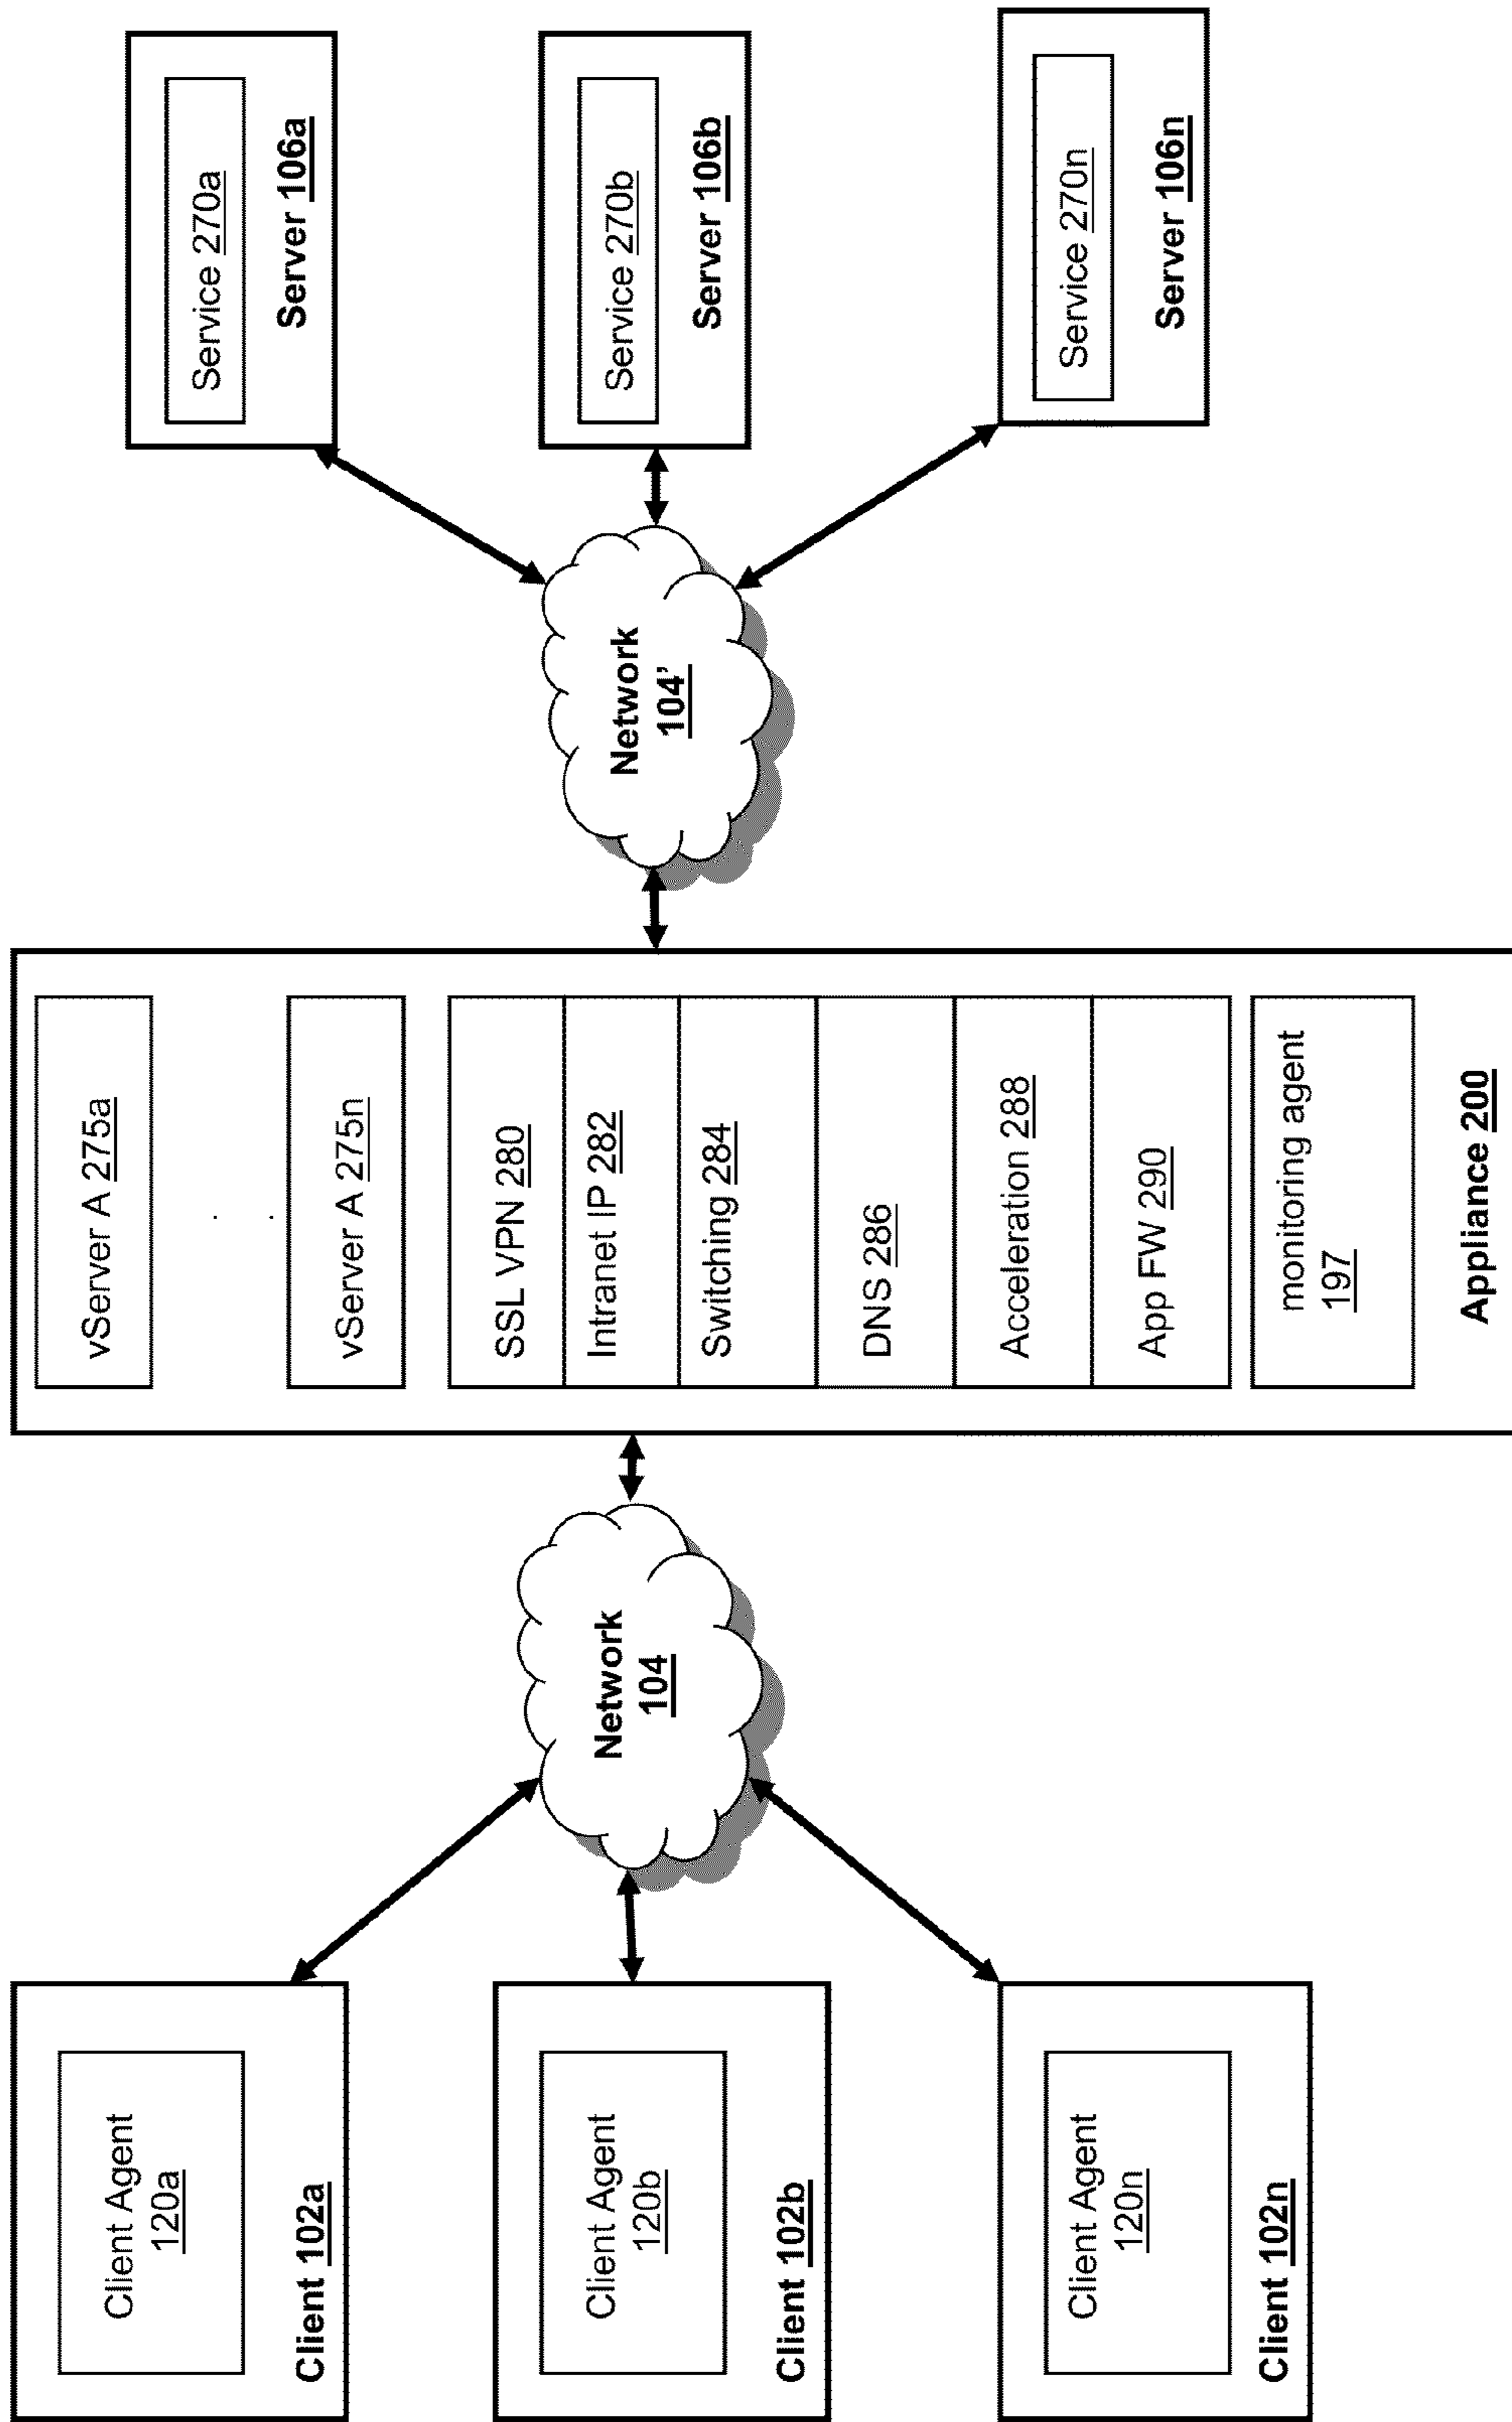 Client Agent
120a
Client 102a
Client Agent
120b
Client 102b
Client Agent
120n
Client 102n
Network
104
vServer A 275a
vServer A 275n
SSL VPN 280
Intranet IP 282
Switching 284
DNS 286
Acceleration 288
App FW 290
monitoring agent
197
Appliance 200
Network
104’
Service 270a
Server 106a
Service 270b
Server 106b
Service 270n
Server 106n